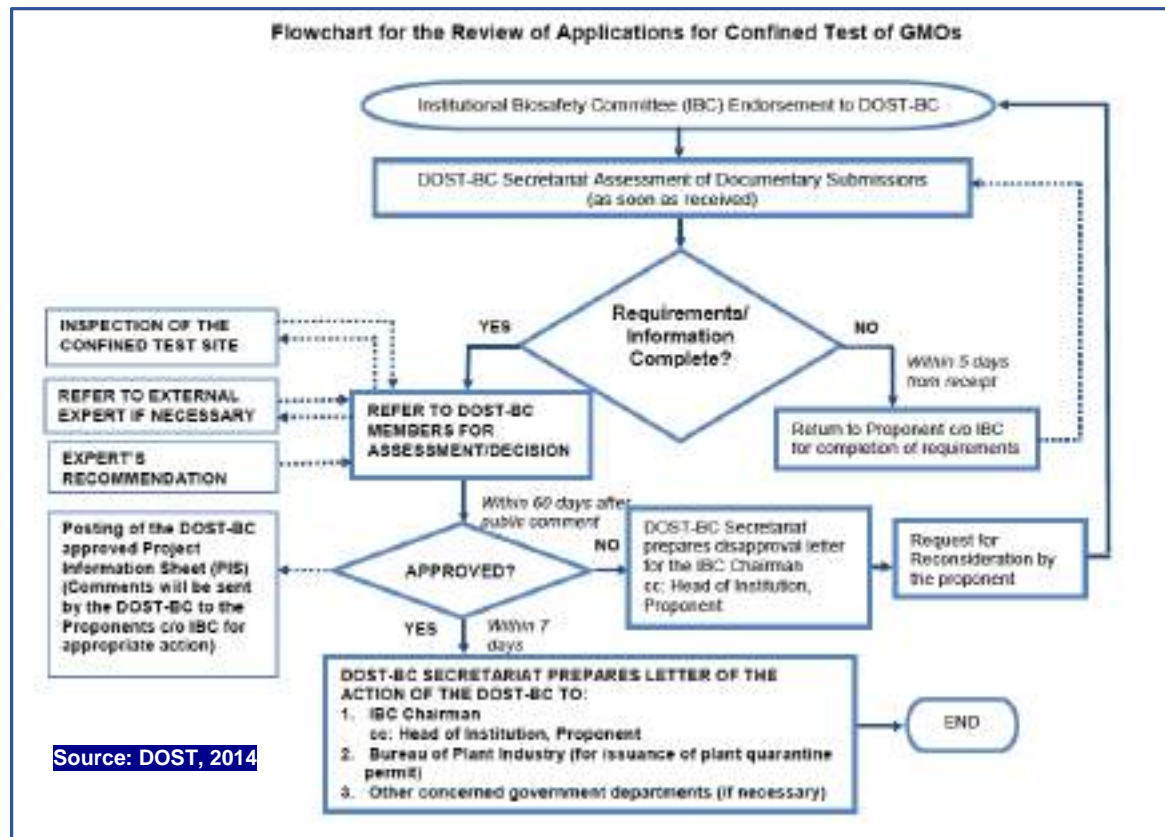 Flowchart for the Review of Applications for Confined Test of GMOs
Institutional Biosafety Committee (IBC) Endorsement to DOST-BC
DOST-BC Secretariat Assessment of Documentary Submissions
(as soon as received)
Requirements/
Information
Complete?
YES
NO
Within 5 days
from receipt
INSPECTION OF THE
CONFINED TEST SITE
REFER TO EXTERNAL
EXPERT IF NECESSARY
EXPERT'S
RECOMMENDATION
REFER TO DOST-BC
MEMBERS FOR
ASSESSMENT/DECISION
Return to Proponent c/o IBC
for completion of requirements
Within 60 days after
public comment
Posting of the DOST-BC
approved Project
Information Sheet (PIS)
(Comments will be sent
by the DOST-BC to the
Proponents c/o IBC for
appropriate action)
APPROVED?
NO
DOST-BC Secretariat
prepares disapproval letter
for the IBC Chairman
cc: Head of Institution,
Proponent
Request for
Reconsideration by
the proponent
YES
Within 7
days
DOST-BC SECRETARIAT PREPARES LETTER OF THE
ACTION OF THE DOST-BC TO:
1. IBC Chairman
cc: Head of Institution, Proponent
2. Bureau of Plant Industry (for issuance of plant quarantine
permit)
3. Other concerned government departments (if necessary)
END
Source: DOST, 2014